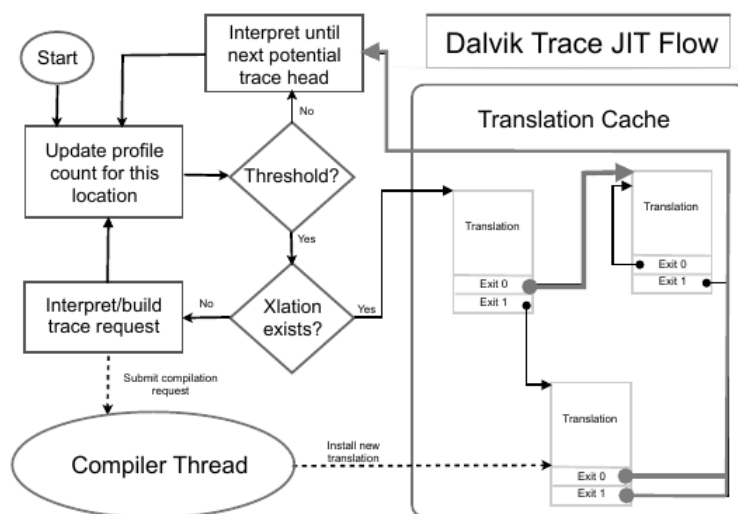 Dalvik Trace JIT Flow
Start
Interpret until
next potential
trace head
No
Translation Cache
Update profile
count for this
location
Threshold?
Yes
Translation
Exit 0
Exit 1
Translation
Exit 0
Exit 1
Interpret/build
trace request
No
Xlation
exists?
Yes
Submit compilation
request
Translation
Exit 0
Exit 1
Compiler Thread
Install new
translation